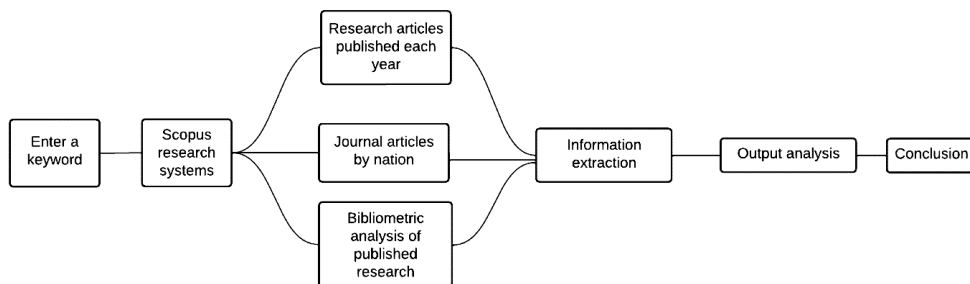 Enter a
keyword
Scopus
research
systems
Research articles
published each
year
Journal articles
by nation
Bibliometric
analysis of
published
research
Information
extraction
Output analysis
Conclusion